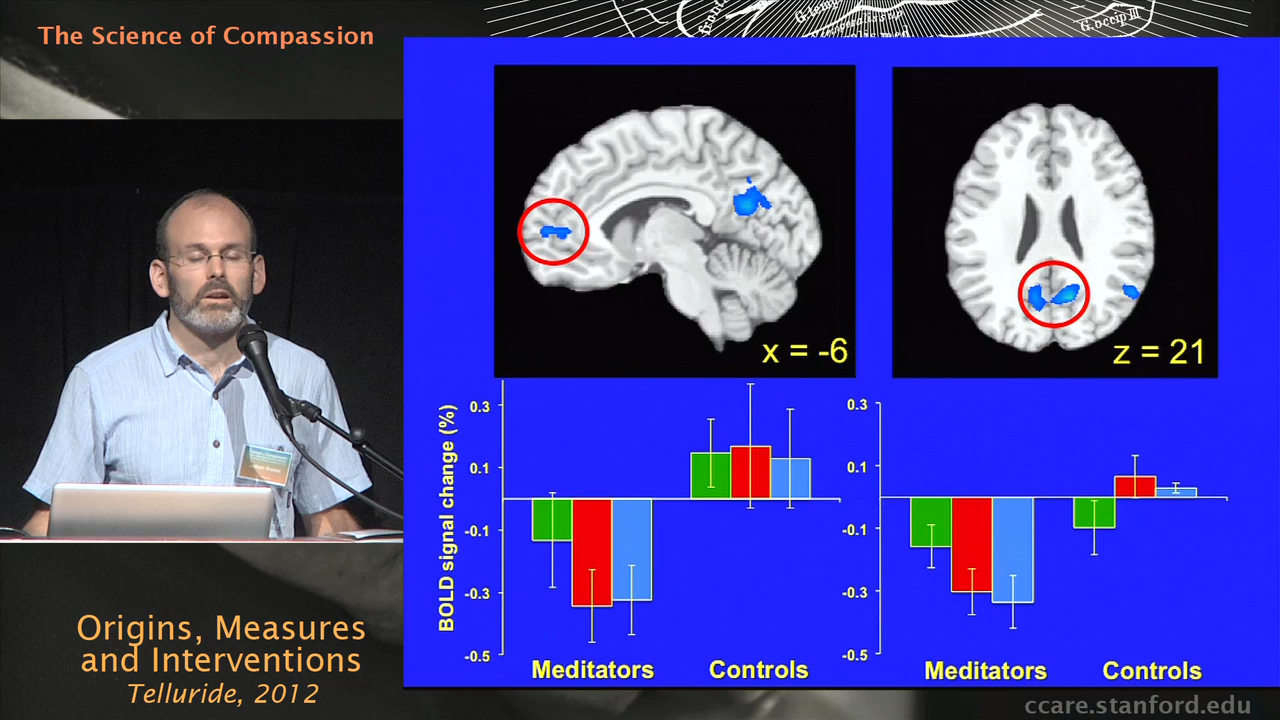 The Science of Compassion
G.occip III
x = -6
z = 21
BOLD signal change (%)
0.3
0.1
-0.1
-0.3
-0.5
Meditators
Controls
0.3
0.1
-0.1
-0.3
-0.5
Meditators
Controls
Origins, Measures
and Interventions
Telluride, 2012
ccare.stanford.edu